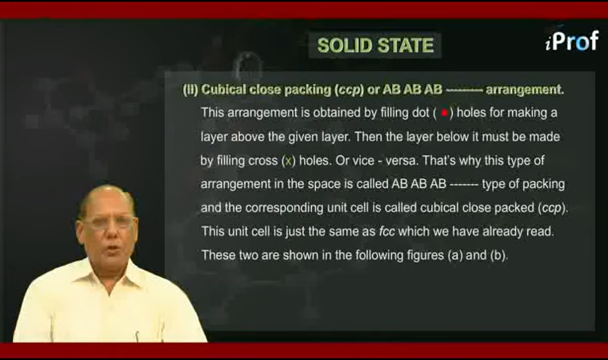 SOLID STATE
iProf
(II) Cubical close packing (ccp) or AB AB AB -------- arrangement.
This arrangement is obtained by filling dot ( • ) holes for making a
layer above the given layer. Then the layer below it must be made
by filling cross (x) holes. Or vice - versa. That's why this type of
arrangement in the space is called AB AB AB ------- type of packing
and the corresponding unit cell is called cubical close packed (ccp).
This unit cell is just the same as fcc which we have already read.
These two are shown in the following figures (a) and (b).